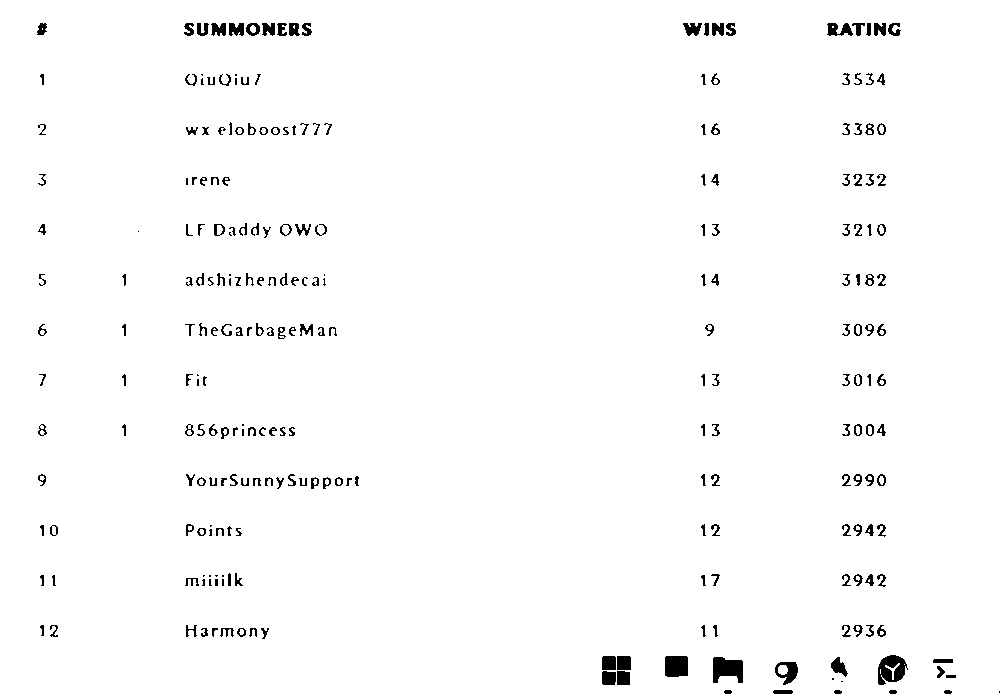 # SUMMONERS WINS RATING
1 QiuQiu7 16 3534
2 wx eloboost777 16 3380
3 irene 14 3232
4 LF Daddy OWO 13 3210
5 1 adshizhendecai 14 3182
6 1 TheGarbageMan 9 3096
7 1 Fit 13 3016
8 1 856princess 13 3004
9 YourSunnySupport 12 2990
10 Points 12 2942
11 miiiilk 17 2942
12 Harmony 11 2936